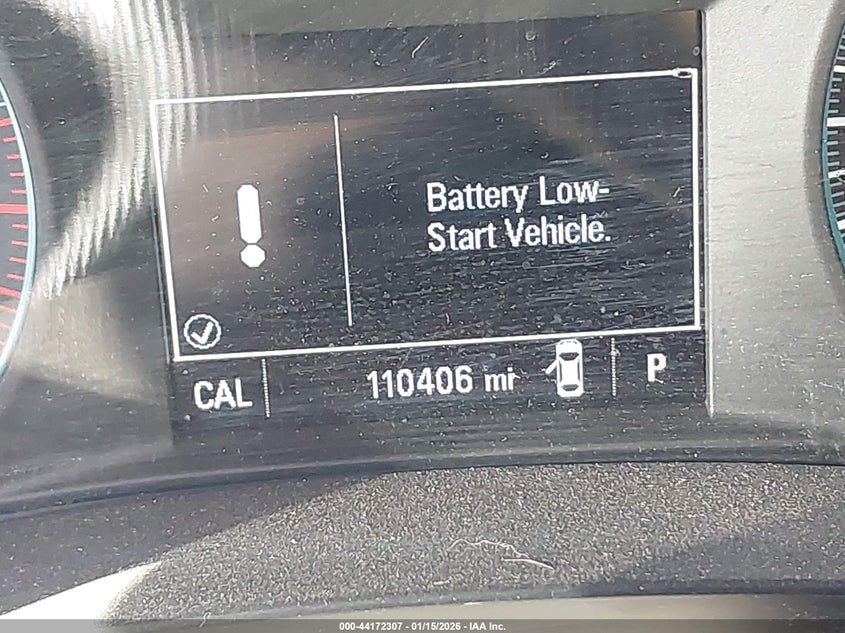 Battery Low-
Start Vehicle.
CAL 110406 mi P
000-44172307 - 01/15/2026 - IAA Inc.